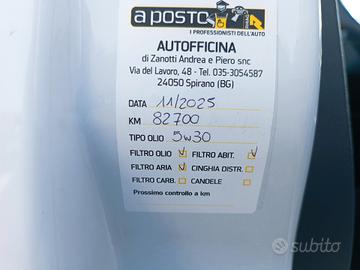 a posto
I PROFESSIONISTI DELL'AUTO
AUTOFFICINA
di Zanotti Andrea e Piero snc
Via del Lavoro, 48 - Tel. 035-3054587
24050 Spirano (BG)
DATA 11/2025
KM 82700
TIPO OLIO 5w30
FILTRO OLIO FILTRO ABIT.
FILTRO ARIA CINGHIA DISTR.
FILTRO CARB. CANDELE
Prossimo controllo a km
subito